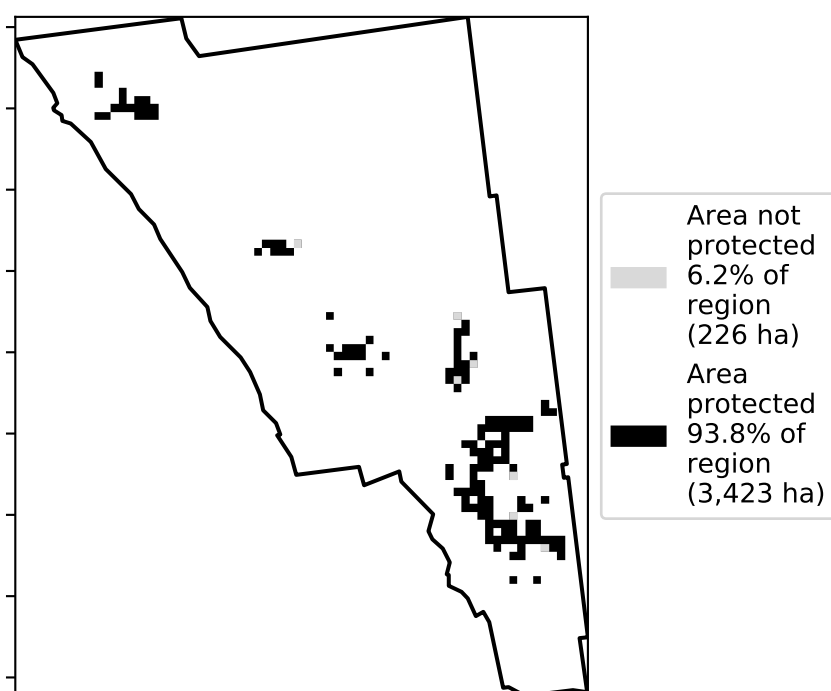 Area not
protected
6.2% of
region
(226 ha)
Area
protected
93.8% of
region
(3,423 ha)